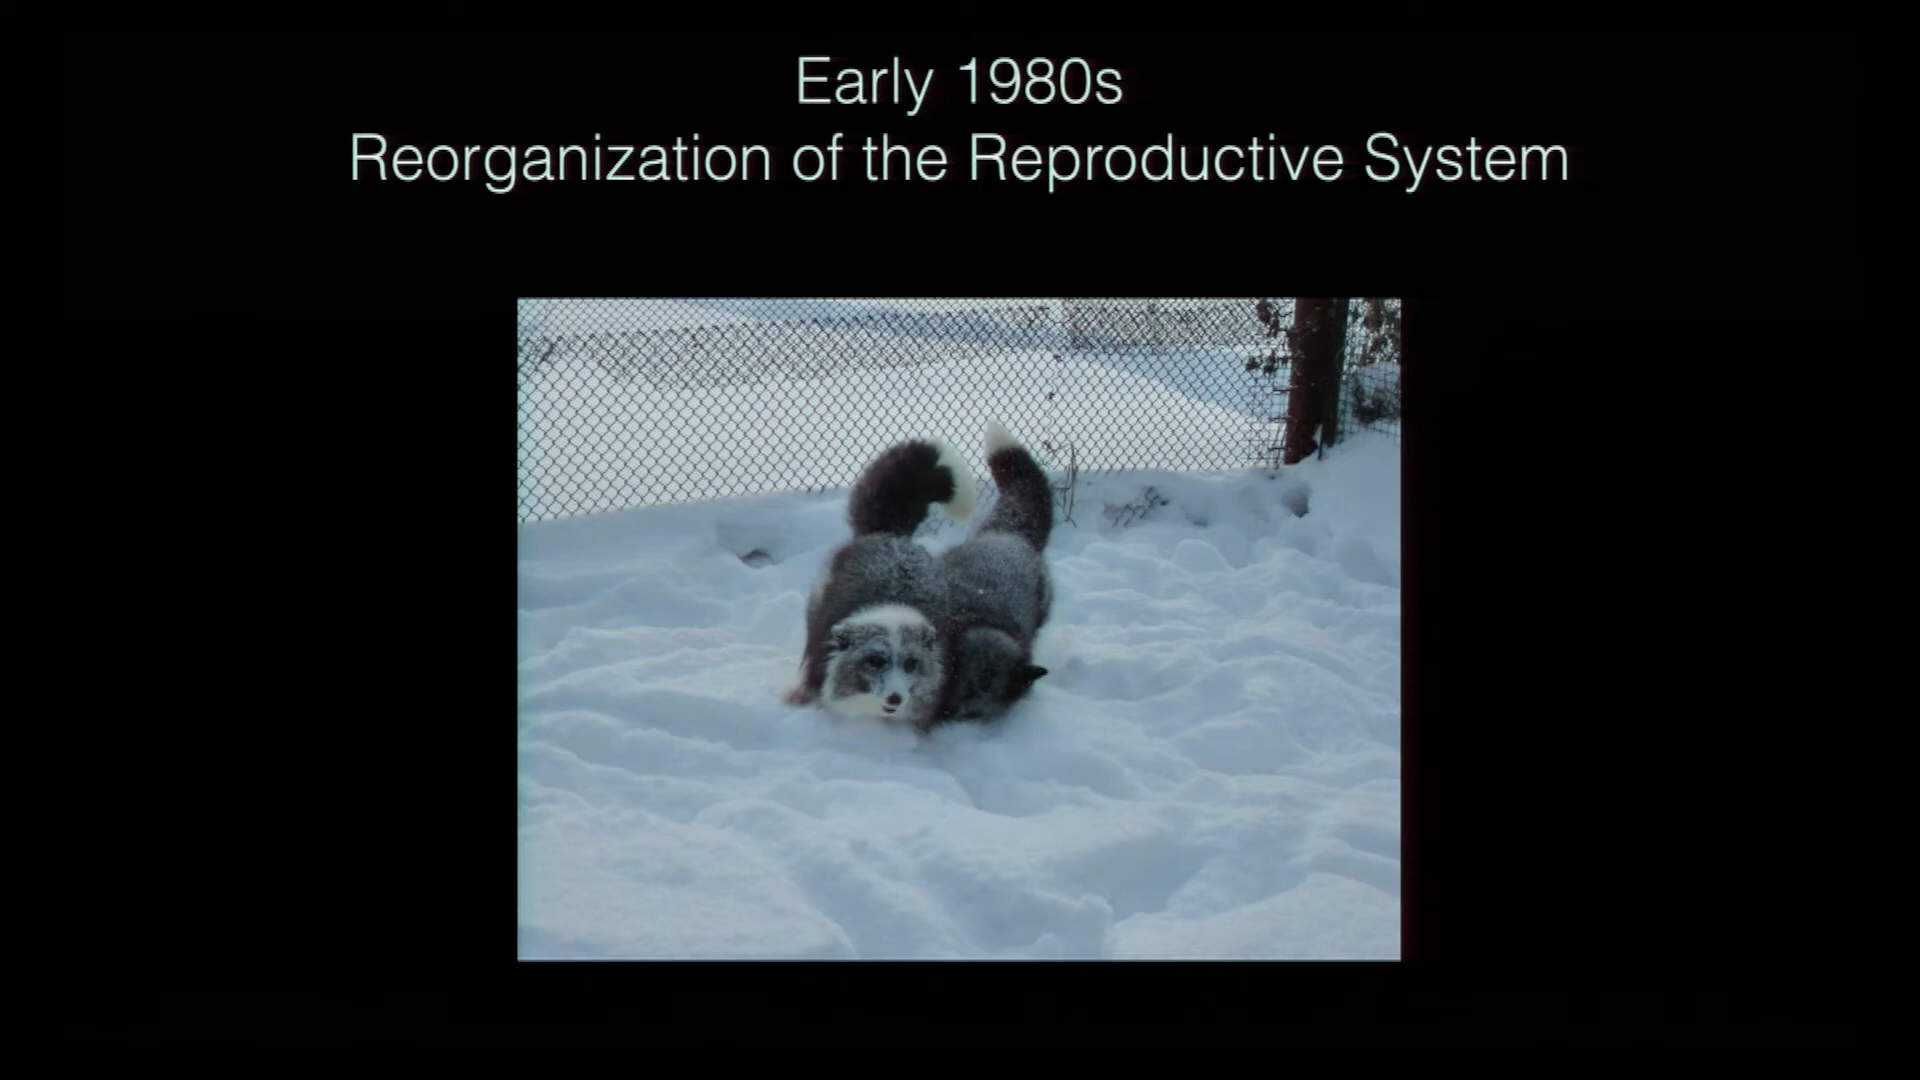 Early 1980s
Reorganization of the Reproductive System